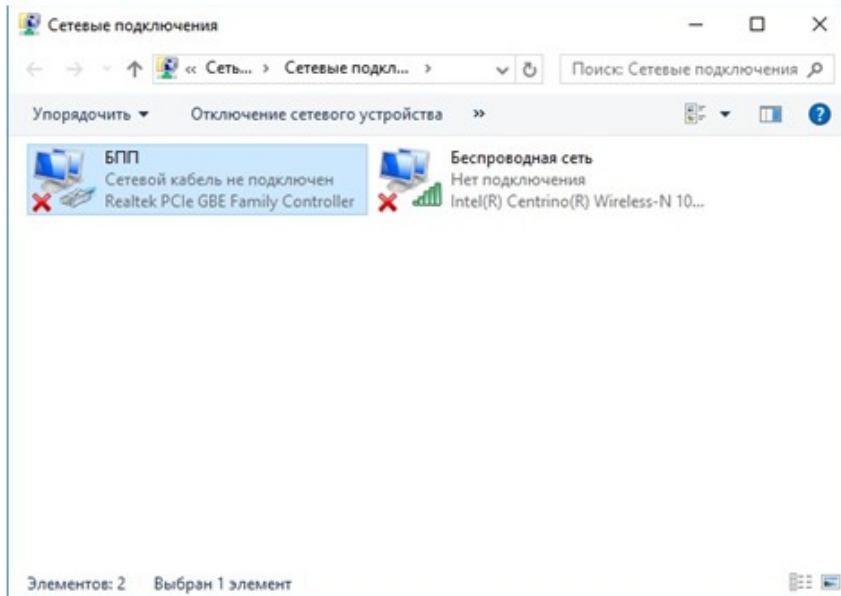 Сетевые подключения
« Сеть... › Сетевые подкл... ›
Поиск: Сетевые подключения
Упорядочить Отключение сетевого устройства »
БПП
Сетевой кабель не подключен
Realtek PCIe GBE Family Controller
Беспроводная сеть
Нет подключения
Intel(R) Centrino(R) Wireless-N 10...
Элементов: 2 Выбран 1 элемент